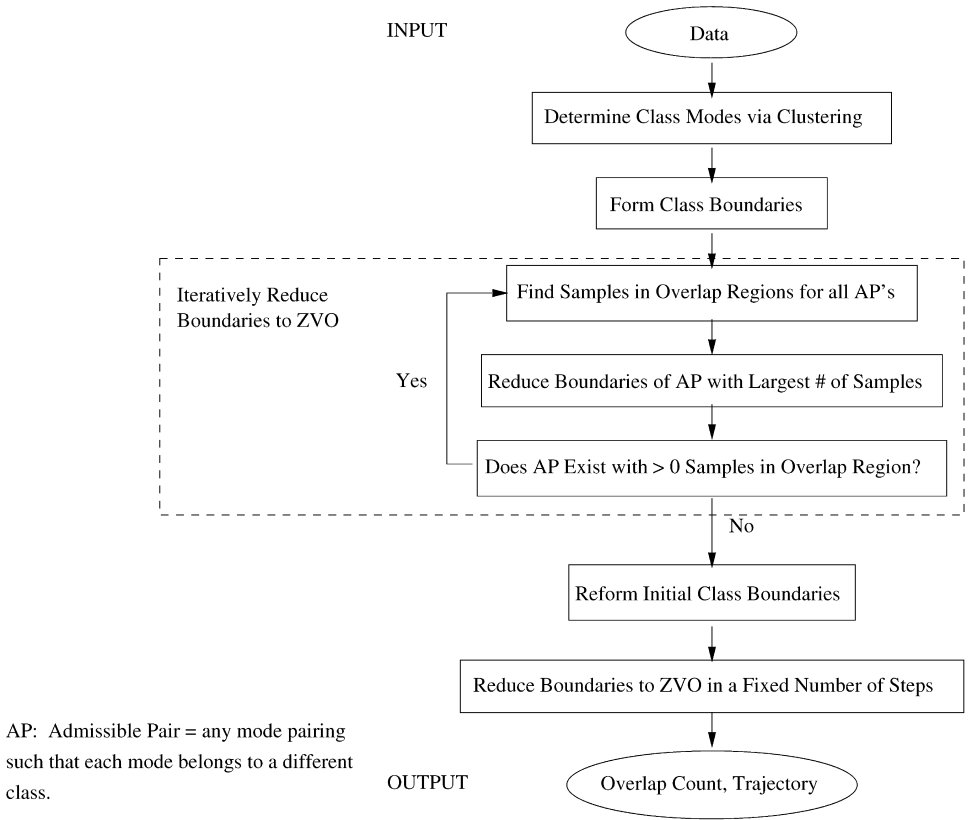 INPUT
Data
Determine Class Modes via Clustering
Form Class Boundaries
Iteratively Reduce
Boundaries to ZVO
Find Samples in Overlap Regions for all AP's
Yes
Reduce Boundaries of AP with Largest # of Samples
Does AP Exist with > 0 Samples in Overlap Region?
No
Reform Initial Class Boundaries
Reduce Boundaries to ZVO in a Fixed Number of Steps
AP: Admissible Pair = any mode pairing
such that each mode belongs to a different
class.
OUTPUT
Overlap Count, Trajectory